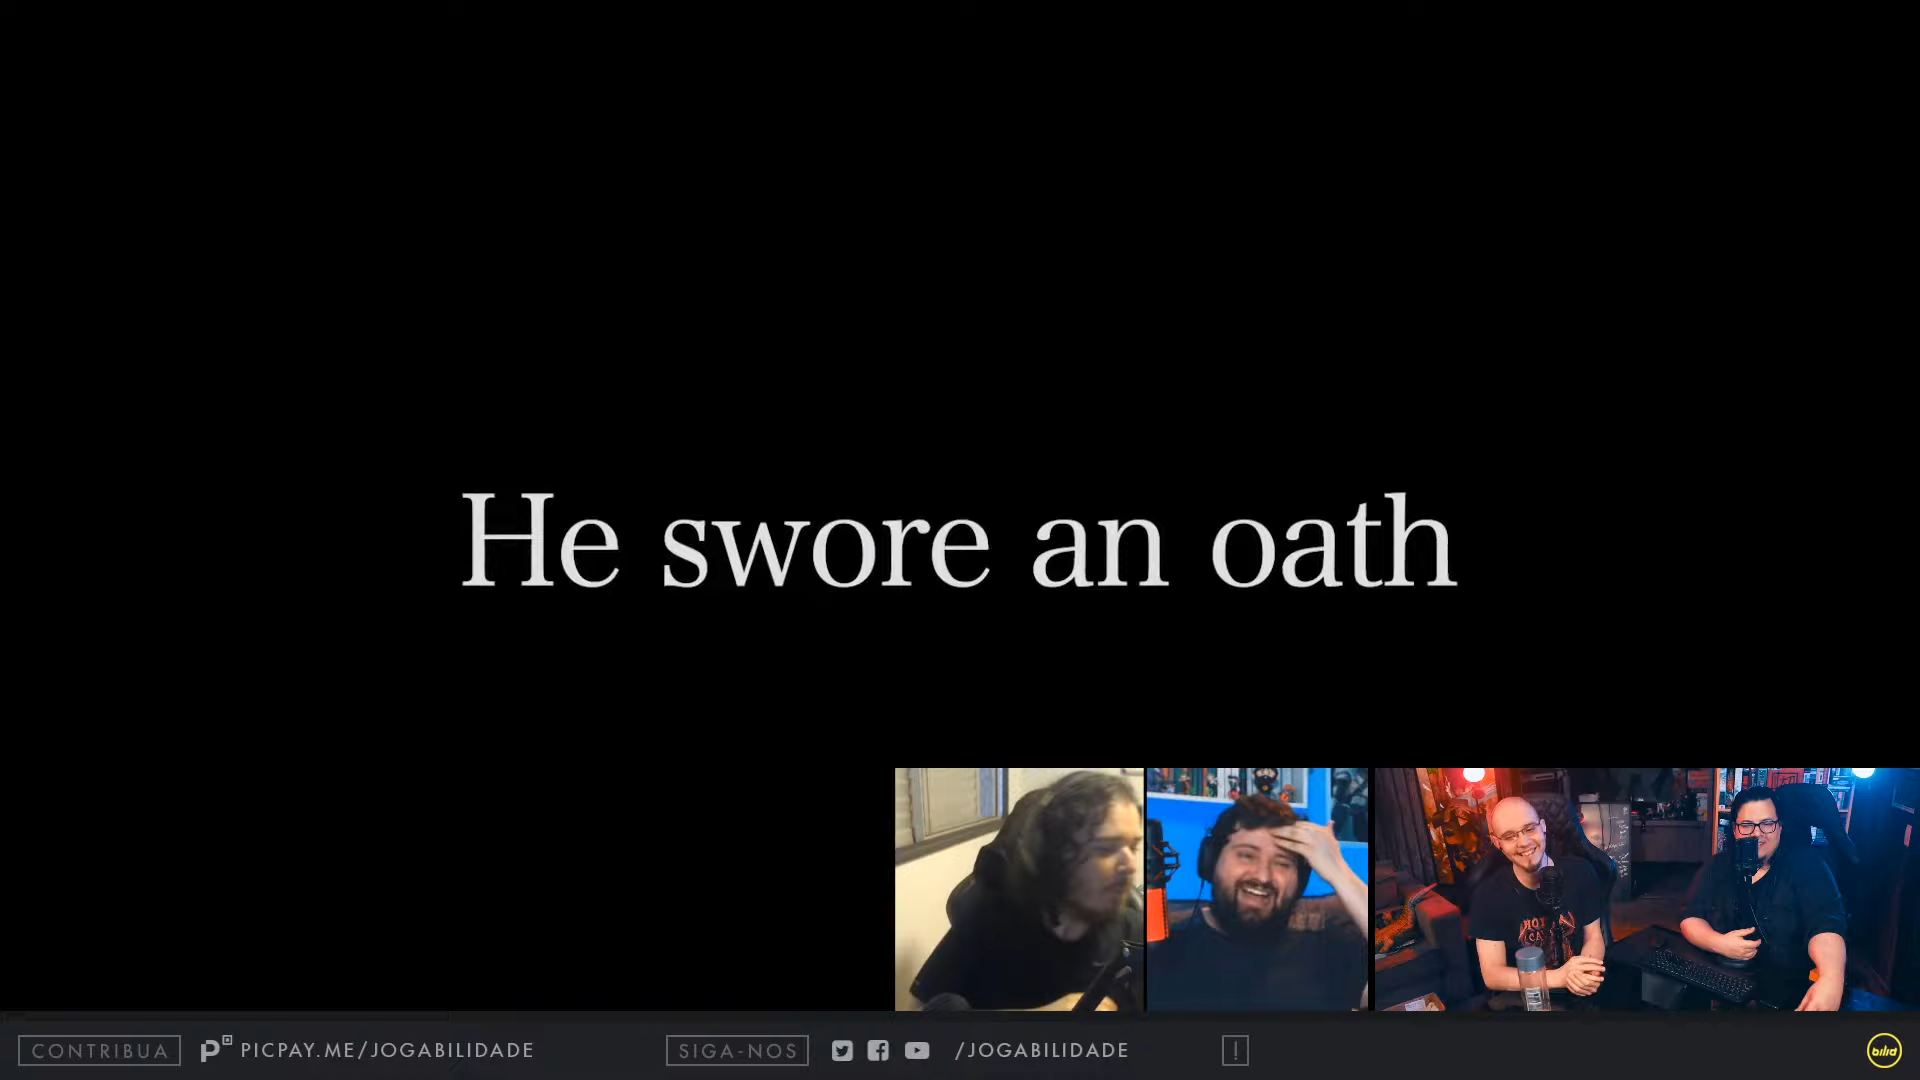 He swore an oath
CONTRIBUA
PICPAY.ME/JOGABILIDADE
SIGA-NOS
/JOGABILIDADE
!